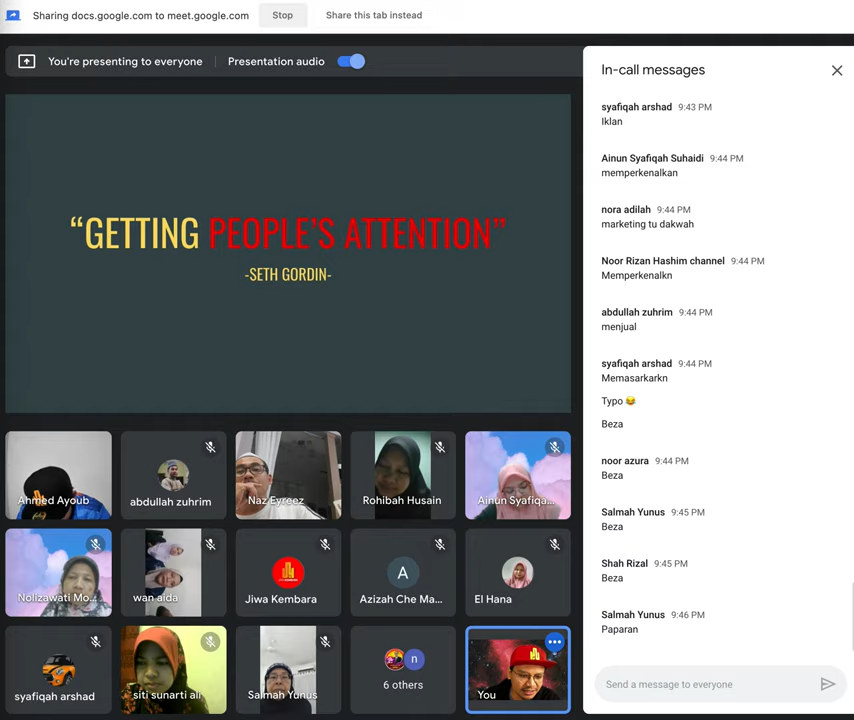 Sharing docs.google.com to meet.google.com
Stop
Share this tab instead
You're presenting to everyone
Presentation audio
“GETTING PEOPLE’S ATTENTION”
-SETH GORDIN-
Ahmed Ayoub
abdullah zuhrim
Naz Eyreez
Rohibah Husain
Ainun Syafiqa...
Nolizawati Mo...
wan aida
Jiwa Kembara
A
Azizah Che Ma...
El Hana
syafiqah arshad
siti sunarti ali
Salmah Yunus
n
6 others
You
In-call messages
syafiqah arshad 9:43 PM
Iklan
Ainun Syafiqah Suhaidi 9:44 PM
memperkenalkan
nora adilah 9:44 PM
marketing tu dakwah
Noor Rizan Hashim channel 9:44 PM
Memperkenalkn
abdullah zuhrim 9:44 PM
menjual
syafiqah arshad 9:44 PM
Memasarkarkn
Typo 😂
Beza
noor azura 9:44 PM
Beza
Salmah Yunus 9:45 PM
Beza
Shah Rizal 9:45 PM
Beza
Salmah Yunus 9:46 PM
Paparan
Send a message to everyone